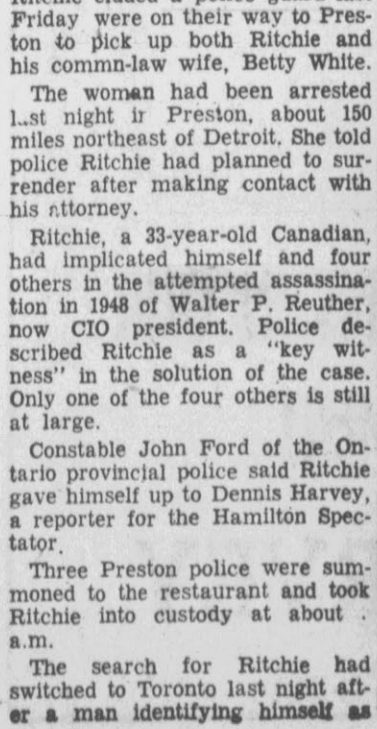 Friday were on their way to Pres-
ton to pick up both Ritchie and
his commn-law wife, Betty White.
The woman had been arrested
l..st night ir Preston, about 150
miles northeast of Detroit. She told
police Ritchie had planned to sur-
render after making contact with
his attorney.
Ritchie, a 33-year-old Canadian,
had implicated himself and four
others in the attempted assassina-
tion in 1948 of Walter P. Reuther,
now CIO president. Police de-
scribed Ritchie as a "key wit-
ness" in the solution of the case.
Only one of the four others is still
at large.
Constable John Ford of the On-
tario provincial police said Ritchie
gave himself up to Dennis Harvey,
a reporter for the Hamilton Spec-
tator.
Three Preston police were sum-
moned to the restaurant and took
Ritchie into custody at about
a.m.
The search for Ritchie had
switched to Toronto last night aft-
er a man identifying himself as